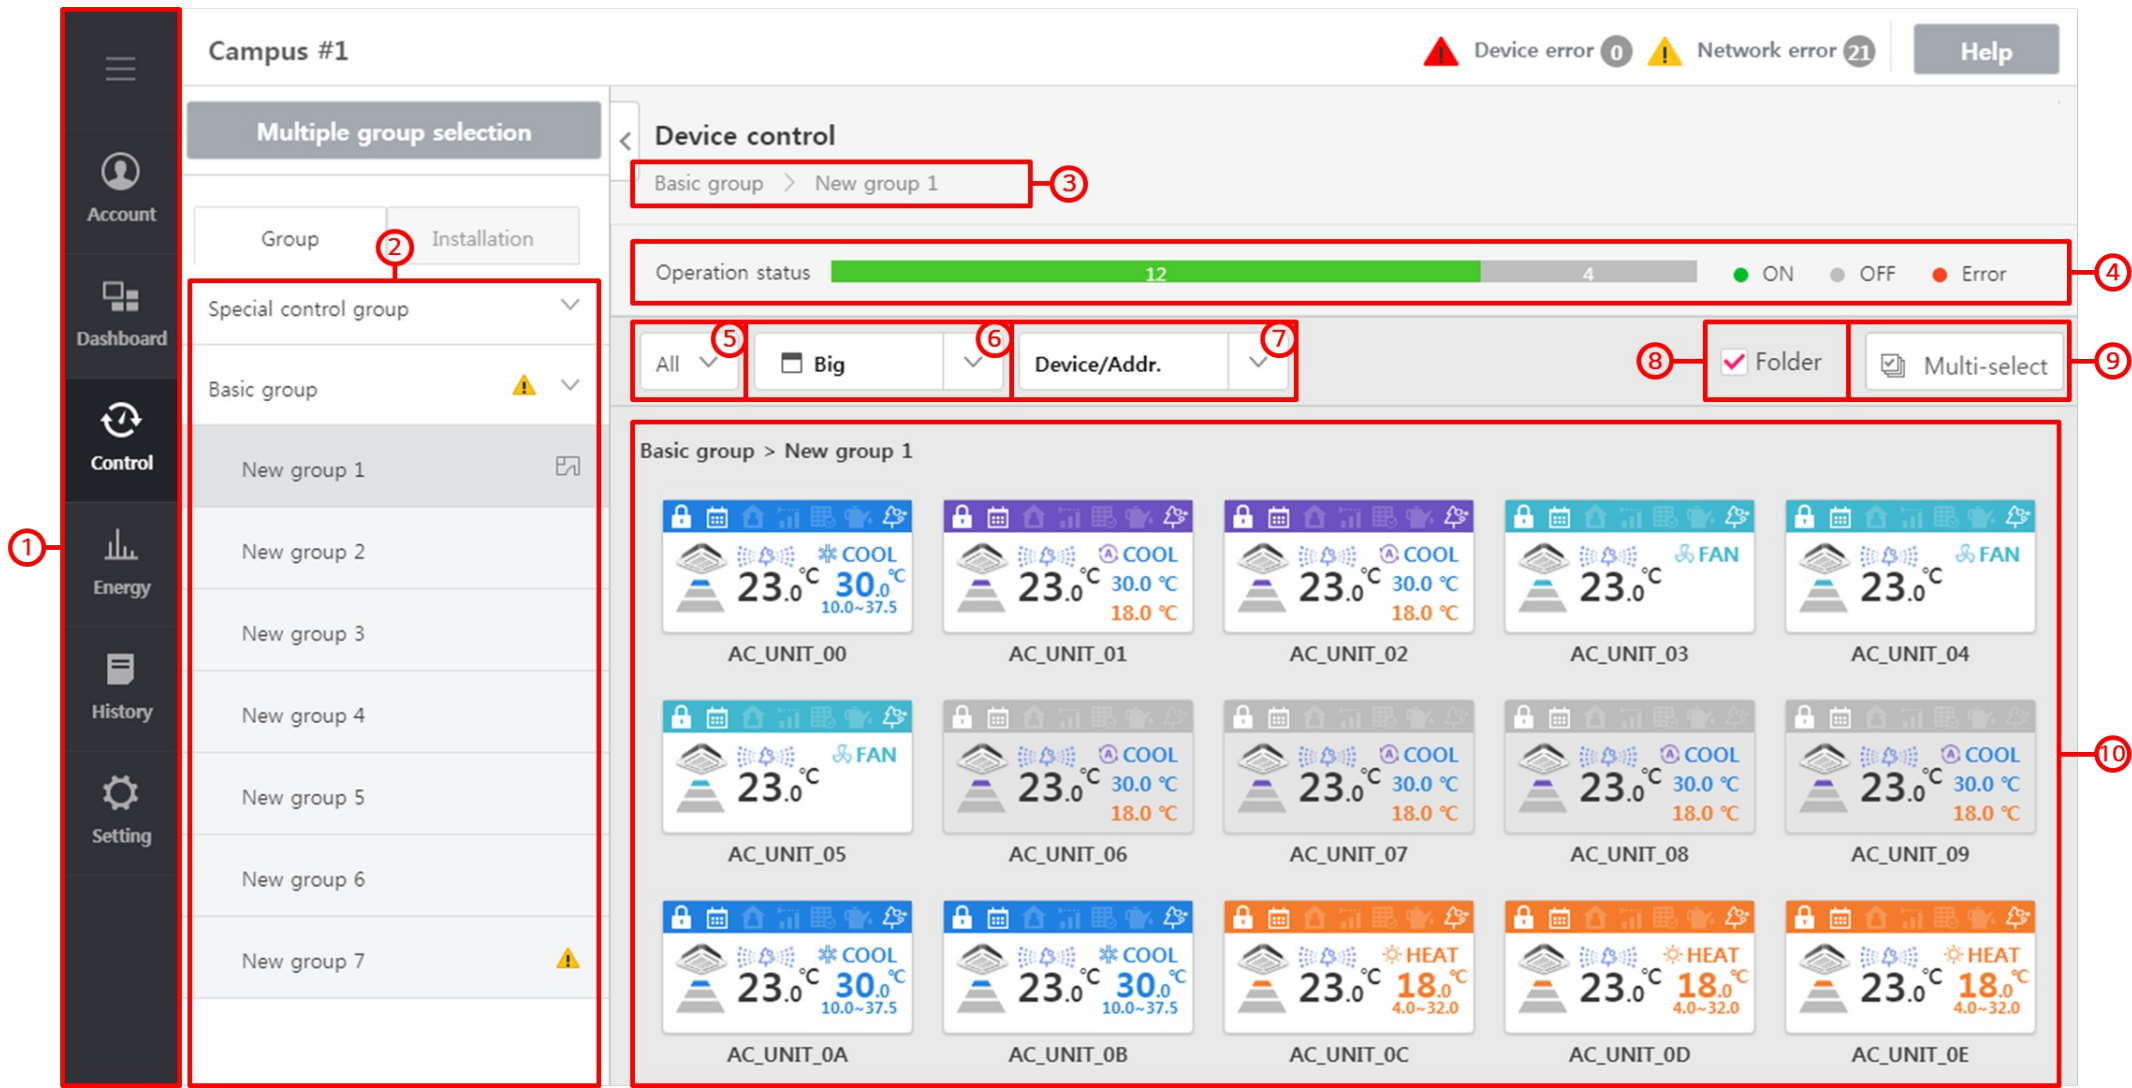 Campus #1
Device error 0
Network error 21
Help
Account
Dashboard
Control
Energy
History
Setting
1
Multiple group selection
Group
Installation
2
Special control group
Basic group
New group 1
New group 2
New group 3
New group 4
New group 5
New group 6
New group 7
Device control
Basic group > New group 1
3
Operation status 12 4 ON OFF Error
4
All
5
Big
6
Device/Addr.
7
8
Folder
Multi-select
9
Basic group > New group 1
10
COOL
23.0°C 30.0°C
10.0~37.5
AC_UNIT_00
A COOL
23.0°C 30.0 °C
18.0 °C
AC_UNIT_01
A COOL
23.0°C 30.0 °C
18.0 °C
AC_UNIT_02
FAN
23.0°C
AC_UNIT_03
FAN
23.0°C
AC_UNIT_04
FAN
23.0°C
AC_UNIT_05
A COOL
23.0°C 30.0 °C
18.0 °C
AC_UNIT_06
A COOL
23.0°C 30.0 °C
18.0 °C
AC_UNIT_07
A COOL
23.0°C 30.0 °C
18.0 °C
AC_UNIT_08
A COOL
23.0°C 30.0 °C
18.0 °C
AC_UNIT_09
COOL
23.0°C 30.0°C
10.0~37.5
AC_UNIT_0A
COOL
23.0°C 30.0°C
10.0~37.5
AC_UNIT_0B
HEAT
23.0°C 18.0°C
4.0~32.0
AC_UNIT_0C
HEAT
23.0°C 18.0°C
4.0~32.0
AC_UNIT_0D
HEAT
23.0°C 18.0°C
4.0~32.0
AC_UNIT_0E